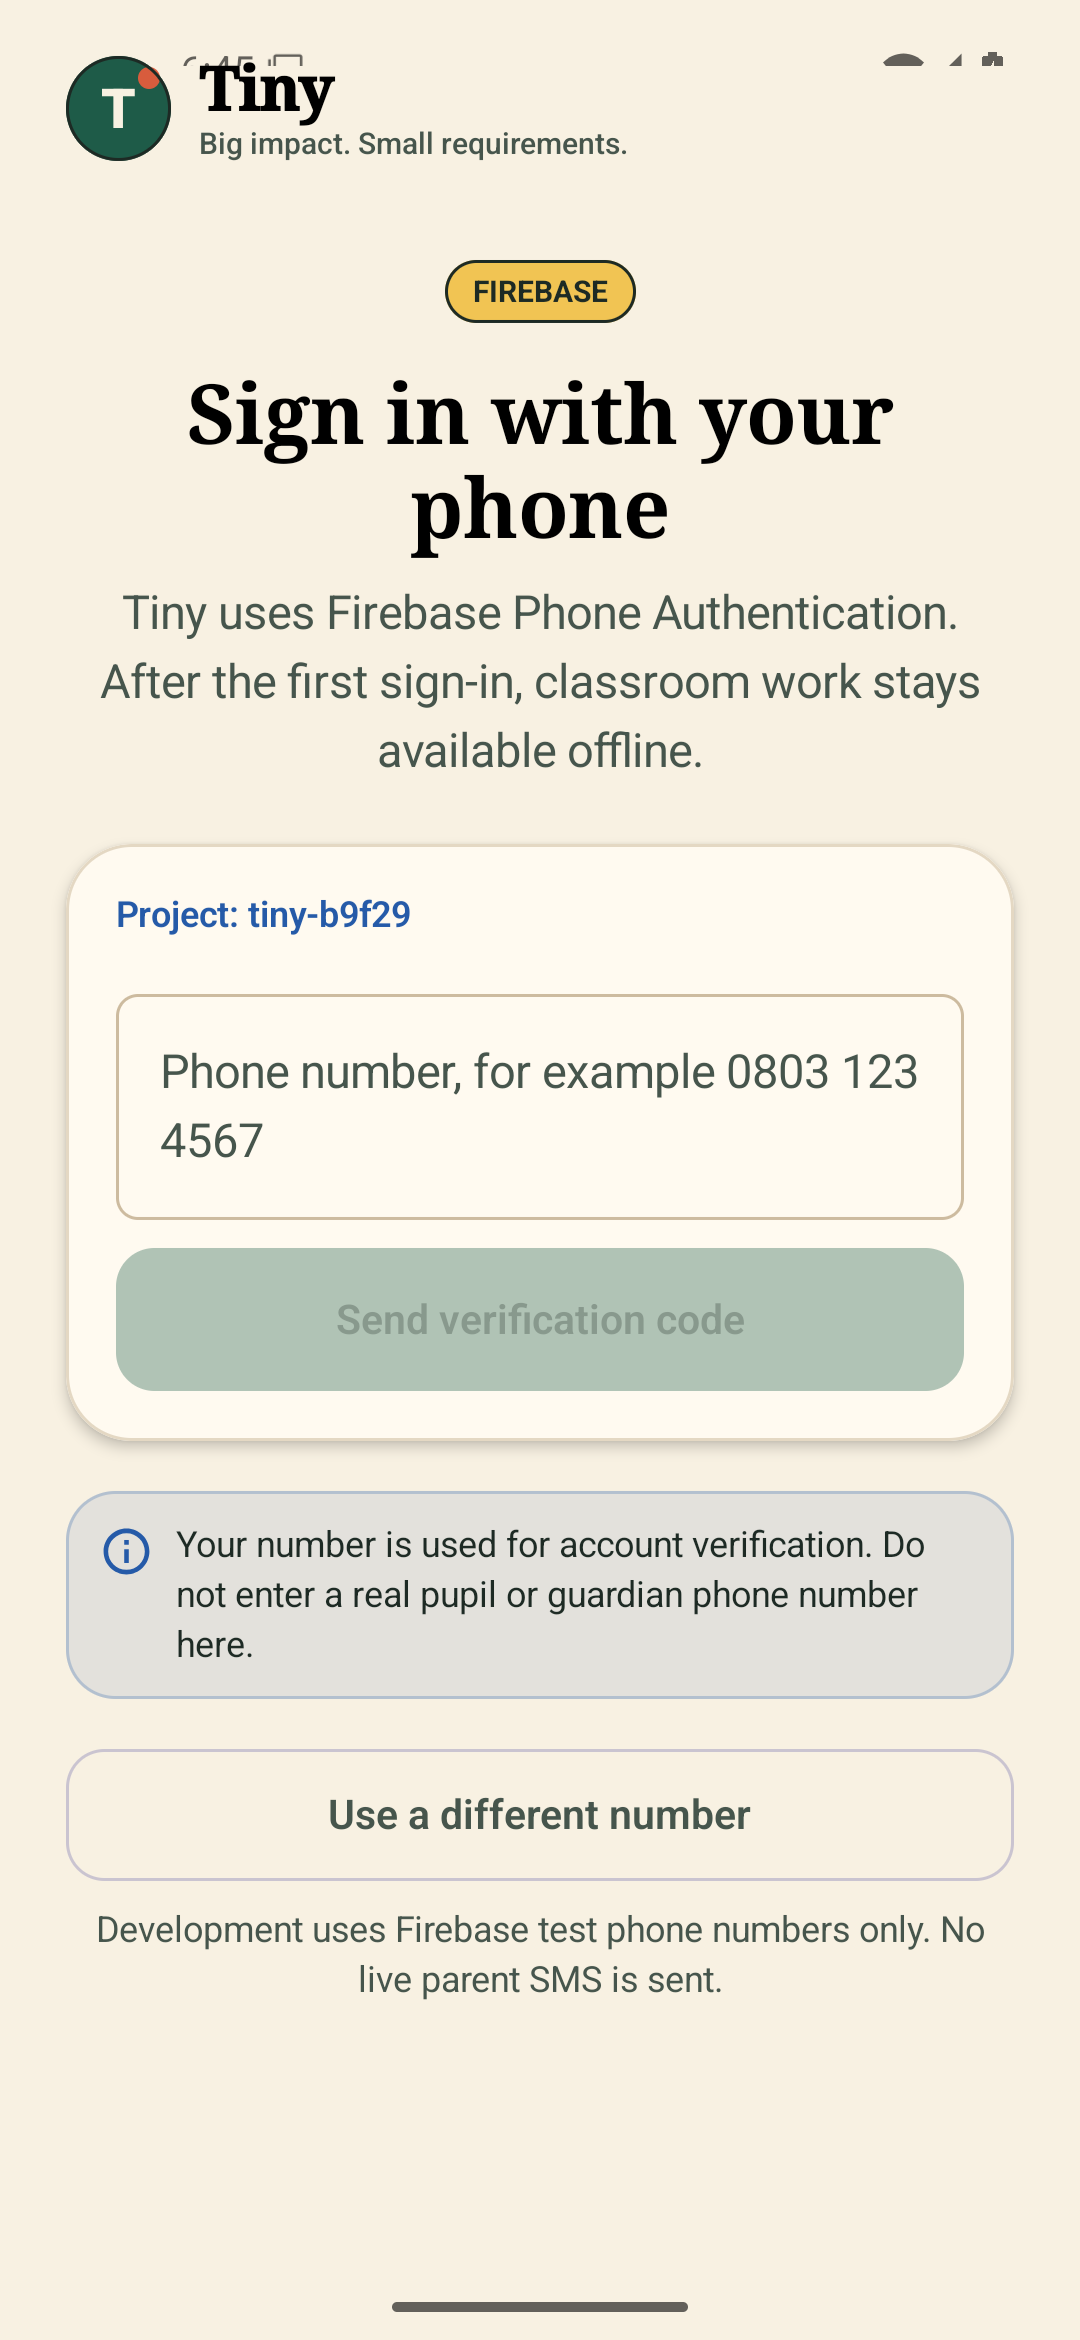 T
Tiny
Big impact. Small requirements.
FIREBASE
Sign in with your
phone
Tiny uses Firebase Phone Authentication.
After the first sign-in, classroom work stays
available offline.
Project: tiny-b9f29
Phone number, for example 0803 123
4567
Send verification code
Your number is used for account verification. Do
not enter a real pupil or guardian phone number
here.
Use a different number
Development uses Firebase test phone numbers only. No
live parent SMS is sent.